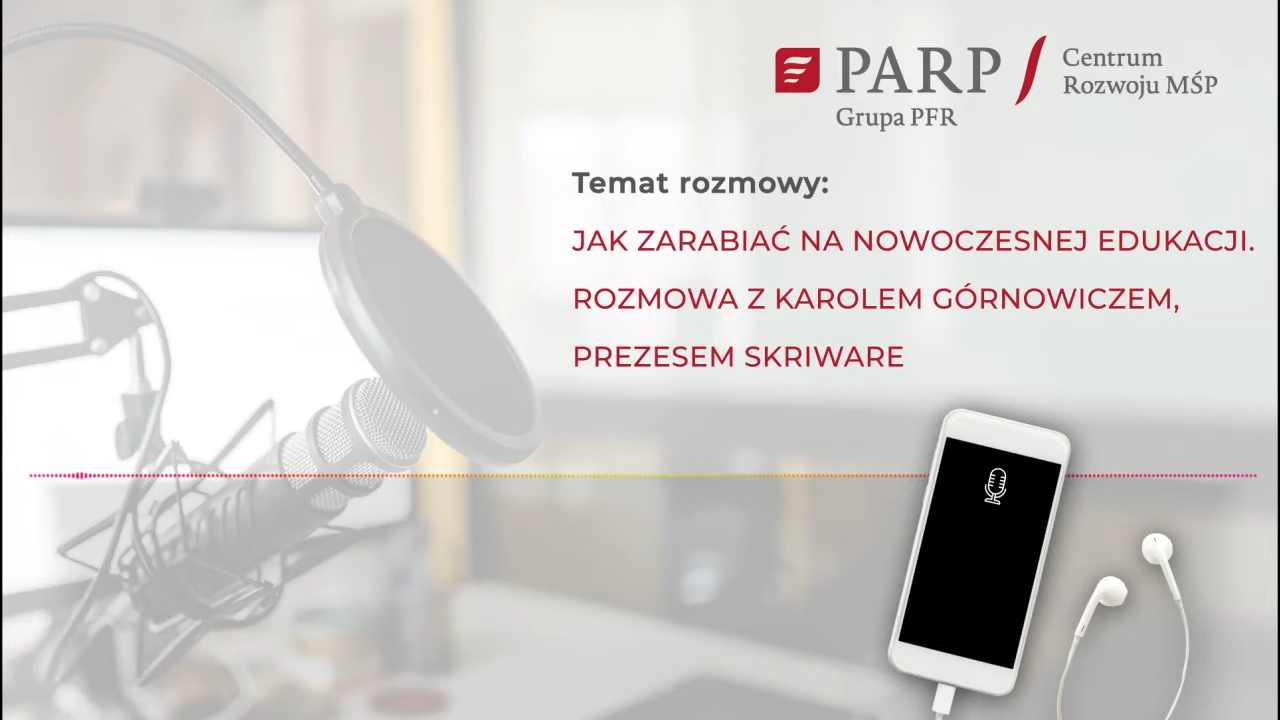 PARP
Grupa PFR
Centrum
Rozwoju MŚP
Temat rozmowy:
JAK ZARABIAĆ NA NOWOCZESNEJ EDUKACJI.
ROZMOWA Z KAROLEM GÓRNOWICZEM,
PREZESEM SKRIWARE